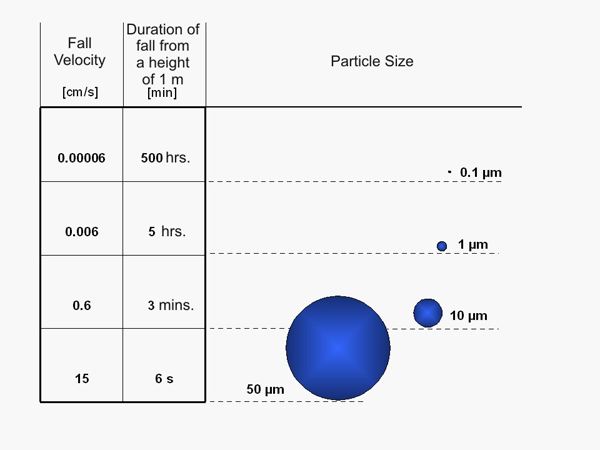 Fall
Velocity
[cm/s]
Duration of
fall from
a height
of 1 m
[min]
Particle Size
0.00006
500 hrs.
0.1 µm
0.006
5 hrs.
1 µm
0.6
3 mins.
10 µm
15
6 s
50 µm